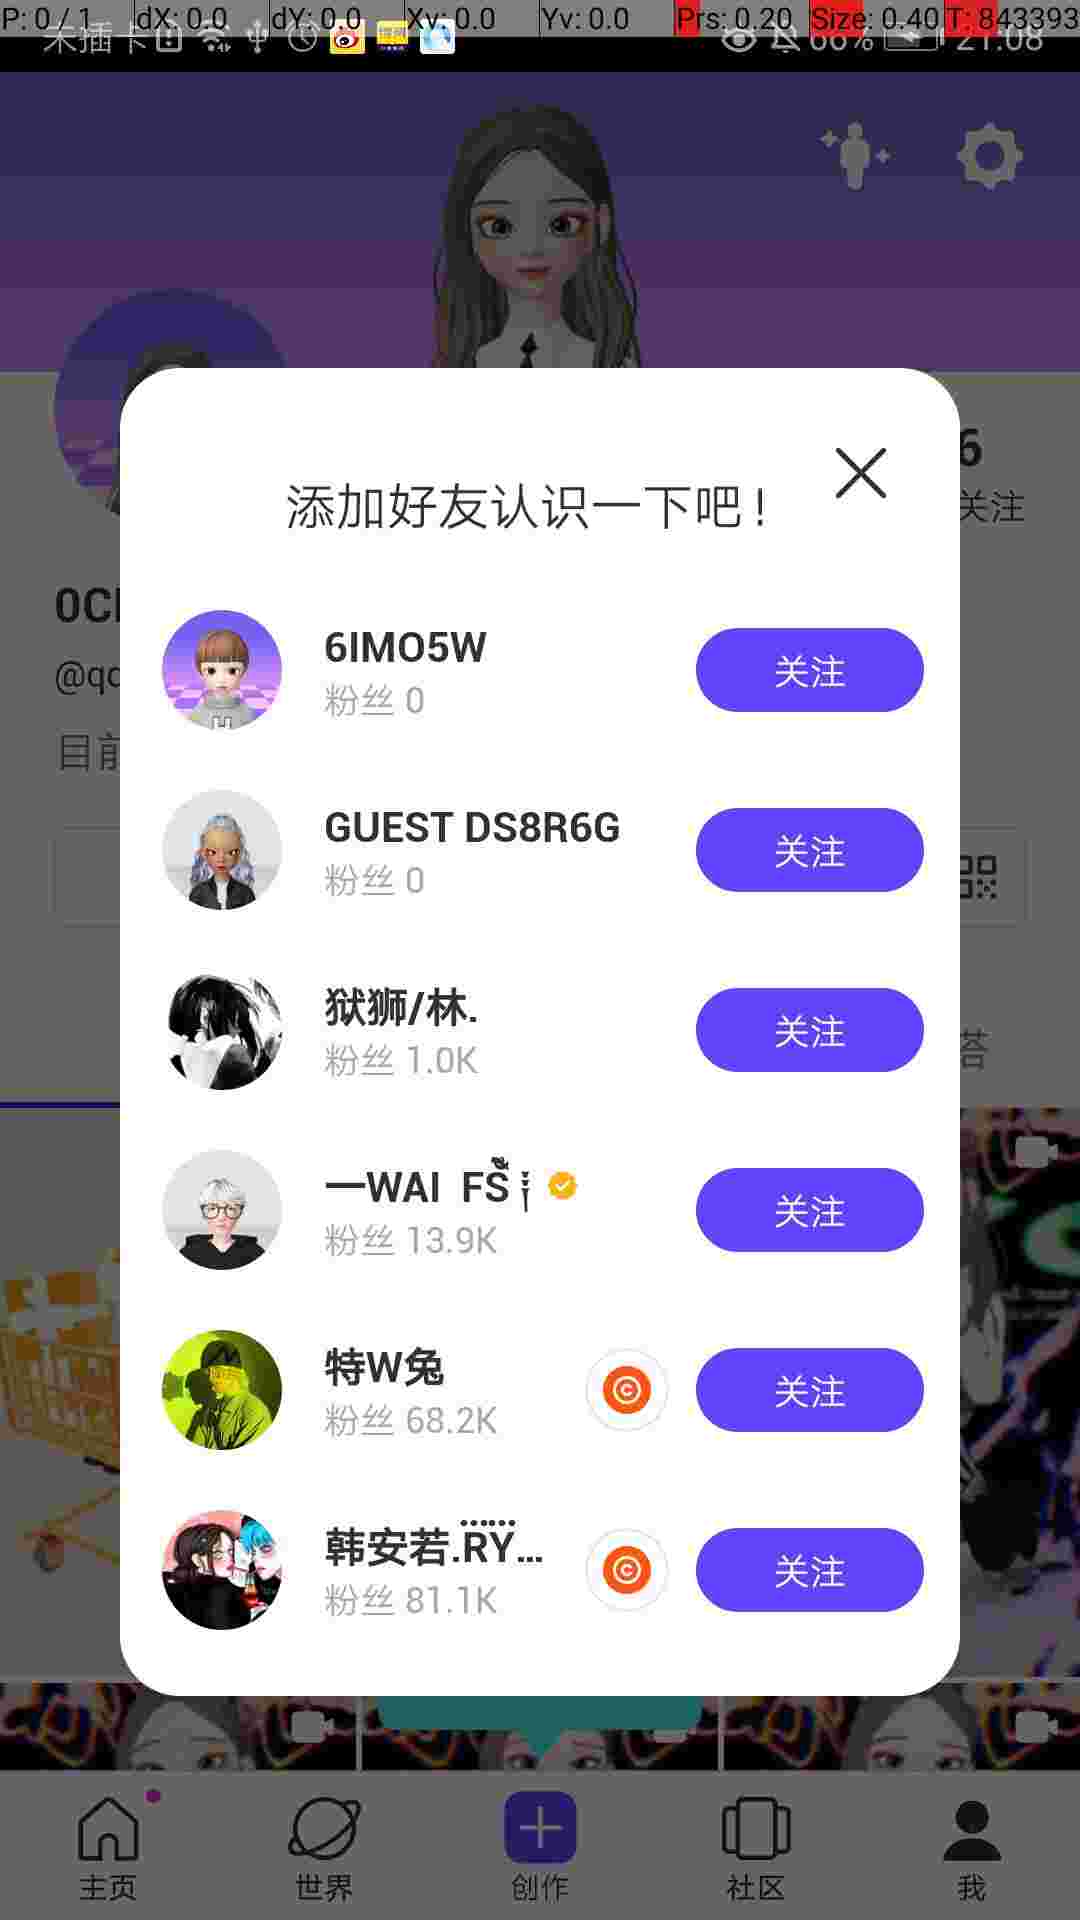 P: 0 / 1 dX: 0.0 dY: 0.0 Xv: 0.0 Yv: 0.0 Prs: 0.20 Size: 0.40 T: 843393
未插卡 66% 21:08
6
关注
添加好友认识一下吧!
6IMO5W
粉丝 0
关注
GUEST DS8R6G
粉丝 0
关注
狱狮/林.
粉丝 1.0K
关注
一WAI FS
粉丝 13.9K
关注
特W兔
粉丝 68.2K
关注
韩安若.RY...
粉丝 81.1K
关注
目前
答
主页
世界
创作
社区
我